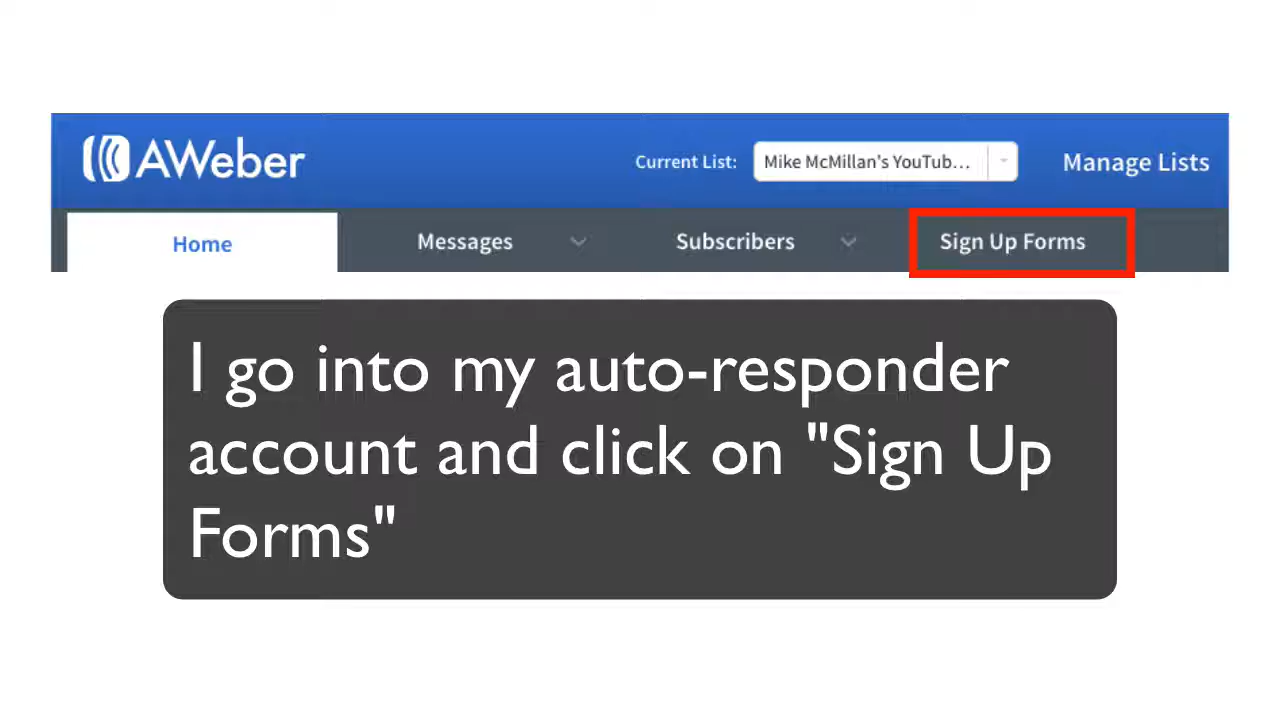 AWeber
Current List: Mike McMillan's YouTub... Manage Lists
Home Messages Subscribers Sign Up Forms
I go into my auto-responder
account and click on "Sign Up
Forms"